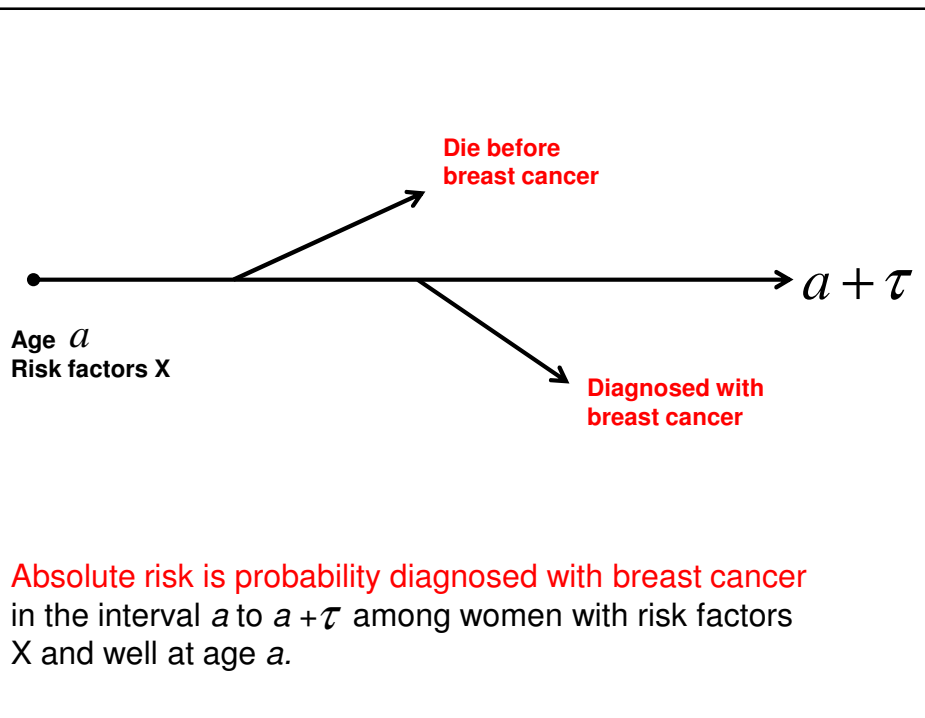 Die before
breast cancer
a + τ
Age a
Risk factors X
Diagnosed with
breast cancer
Absolute risk is probability diagnosed with breast cancer
in the interval a to a + τ among women with risk factors
X and well at age a.